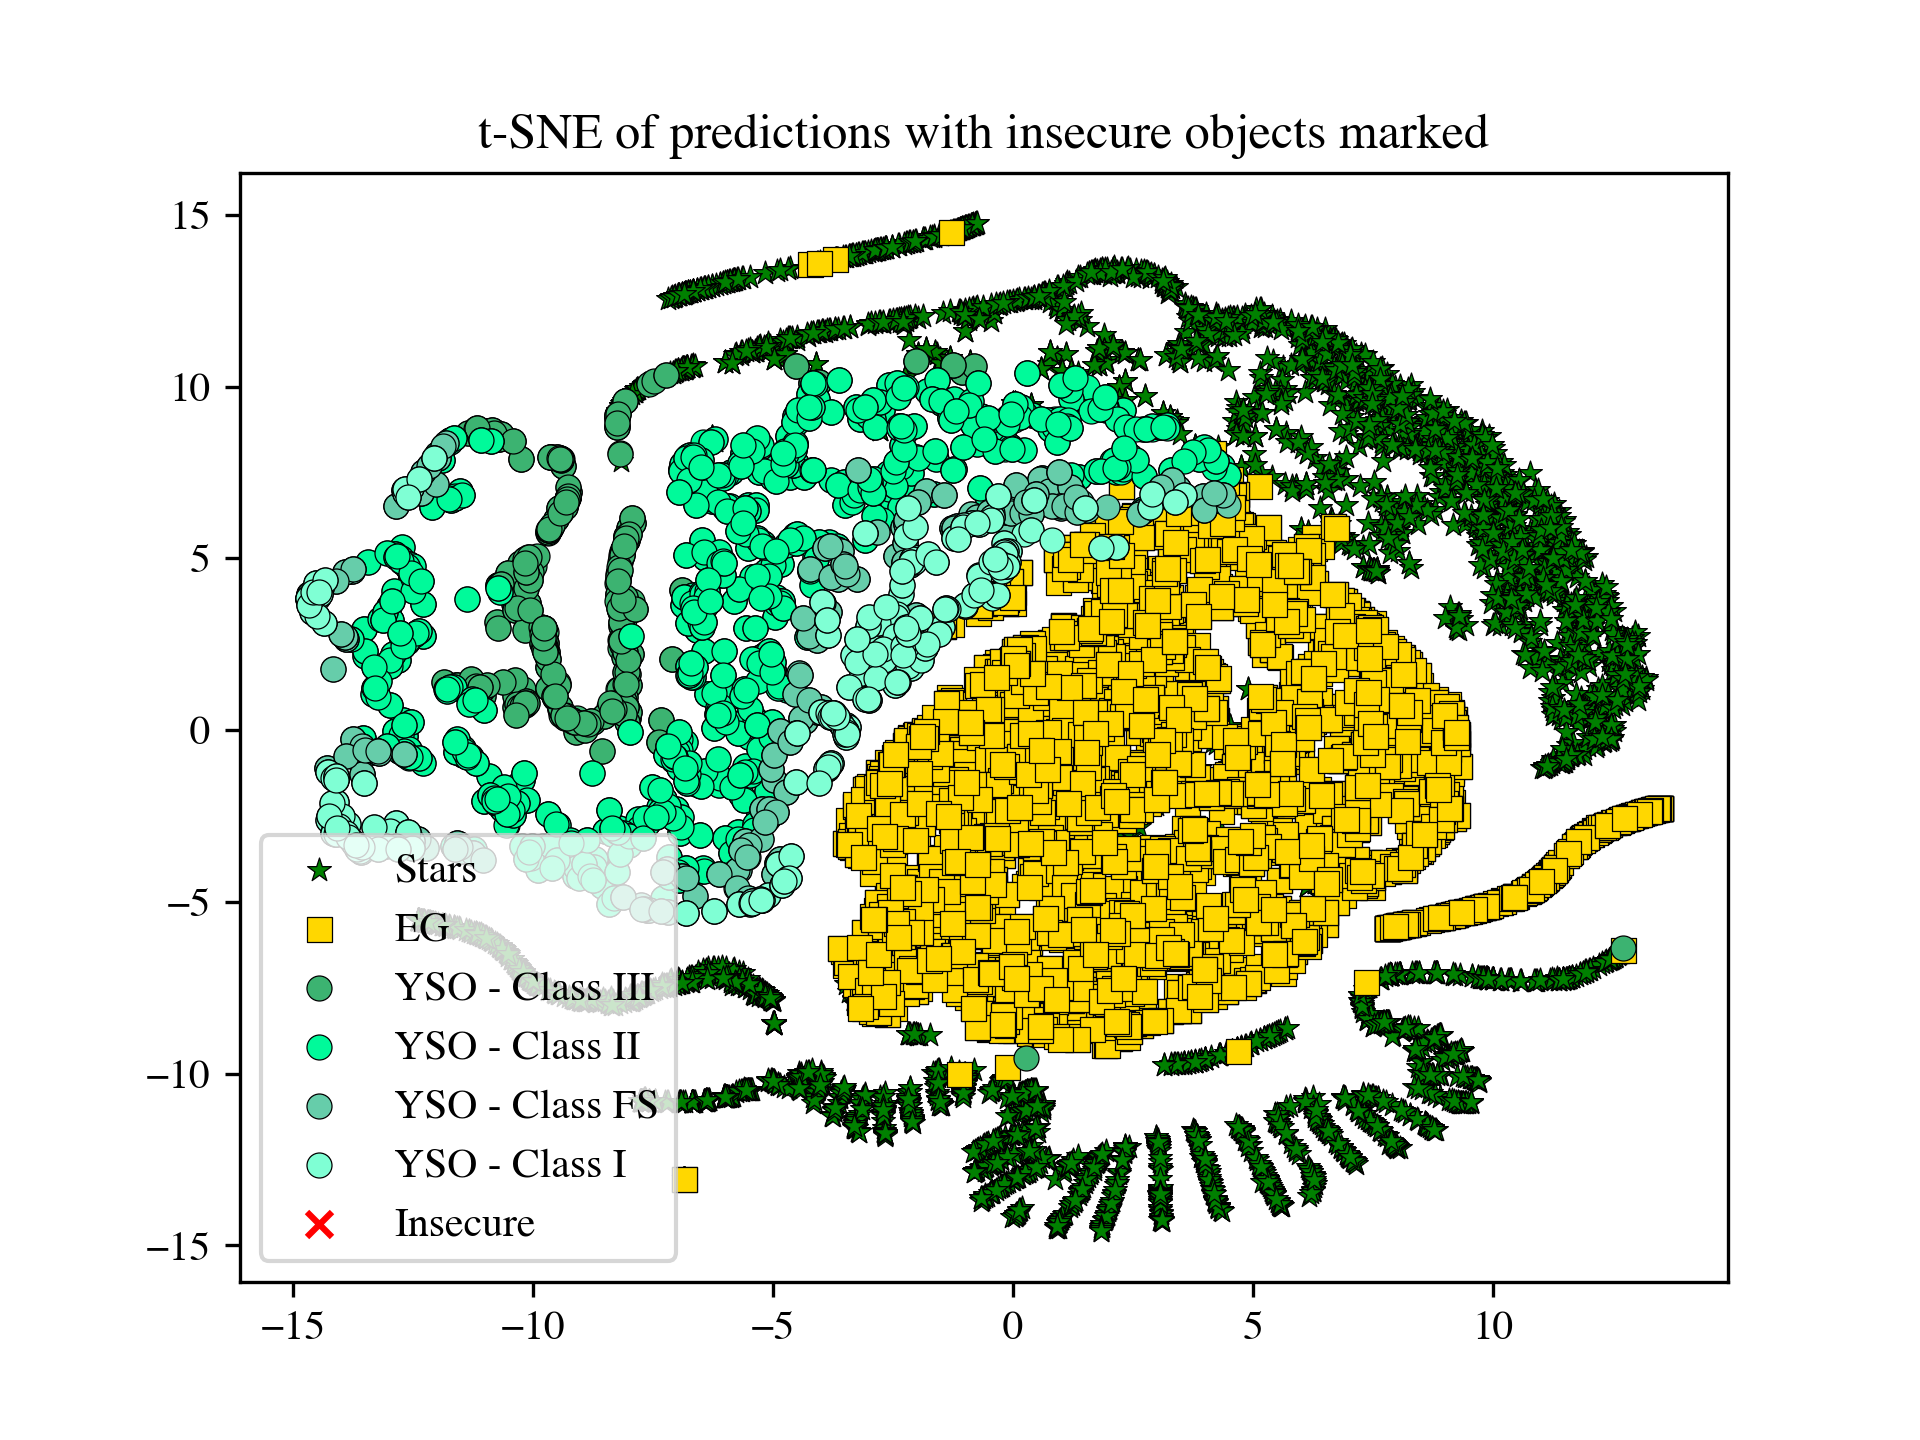 t-SNE of predictions with insecure objects marked
15
10
5
0
−5
−10
−15
Stars
EG
YSO - Class III
YSO - Class II
YSO - Class FS
YSO - Class I
Insecure
−15
−10
−5
0
5
10